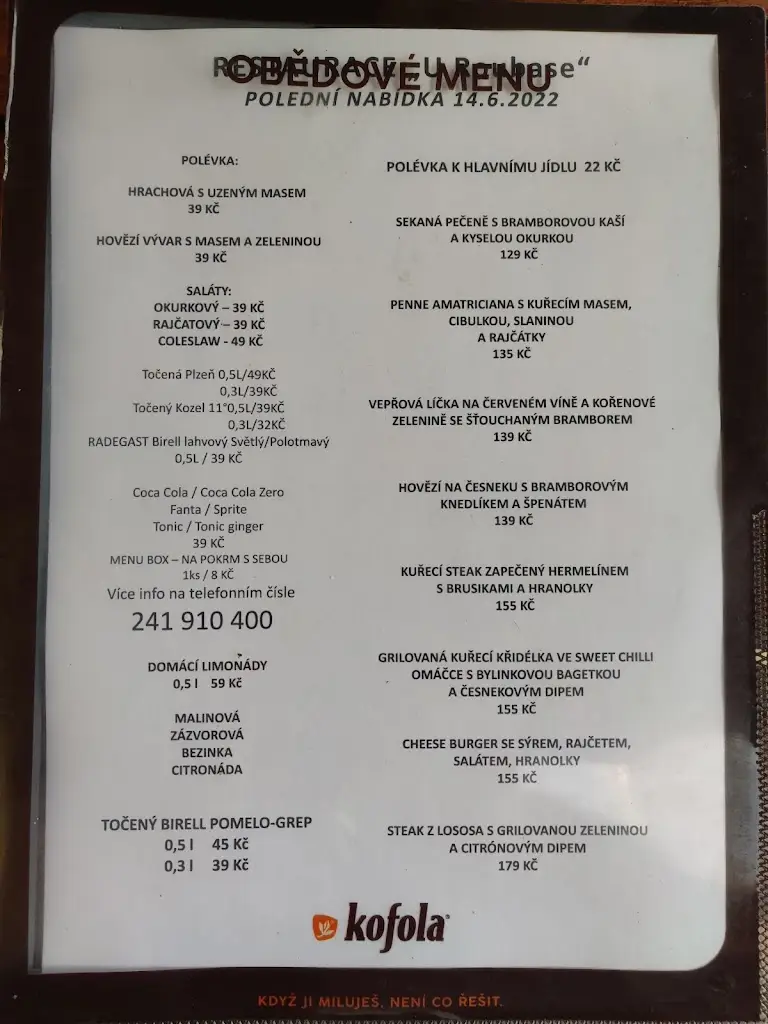 RESTAURACE „U
OBĚDOVÉ MENU
POLEDNÍ NABÍDKA 14.6.2022
POLÉVKA:
HRACHOVÁ S UZENÝM MASEM
39 KČ
HOVĚZÍ VÝVAR S MASEM A ZELENINOU
39 KČ
SALÁTY:
OKURKOVÝ – 39 KČ
RAJČATOVÝ – 39 KČ
COLESLAW - 49 KČ
Točená Plzeň 0,5L/49KČ
0,3L/39KČ
Točený Kozel 11°0,5L/39KČ
0,3L/32KČ
RADEGAST Birell lahvový Světlý/Polotmavý
0,5L / 39 KČ
Coca Cola / Coca Cola Zero
Fanta / Sprite
Tonic / Tonic ginger
39 KČ
MENU BOX – NA POKRM S SEBOU
1ks / 8 KČ
Více info na telefonním čísle
241 910 400
DOMÁCÍ LIMONÁDY
0,5 l 59 Kč
MALINOVÁ
ZÁZVOROVÁ
BEZINKA
CITRONÁDA
TOČENÝ BIRELL POMELO-GREP
0,5 l 45 Kč
0,3 l 39 Kč
POLÉVKA K HLAVNÍMU JÍDLU 22 KČ
SEKANÁ PEČENĚ S BRAMBOROVOU KAŠÍ
A KYSELOU OKURKOU
129 KČ
PENNE AMATRICIANA S KUŘECÍM MASEM,
CIBULKOU, SLANINOU
A RAJČÁTKY
135 KČ
VEPŘOVÁ LÍČKA NA ČERVENÉM VÍNĚ A KOŘENOVÉ
ZELENINĚ SE ŠŤOUCHANÝM BRAMBOREM
139 KČ
HOVĚZÍ NA ČESNEKU S BRAMBOROVÝM
KNEDLÍKEM A ŠPENÁTEM
139 KČ
KUŘECÍ STEAK ZAPEČENÝ HERMELÍNEM
S BRUSIKAMI A HRANOLKY
155 KČ
GRILOVANÁ KUŘECÍ KŘIDÉLKA VE SWEET CHILLI
OMÁČCE S BYLINKOVOU BAGETKOU
A ČESNEKOVÝM DIPEM
155 KČ
CHEESE BURGER SE SÝREM, RAJČETEM,
SALÁTEM, HRANOLKY
155 KČ
STEAK Z LOSOSA S GRILOVANOU ZELENINOU
A CITRÓNOVÝM DIPEM
179 KČ
kofola
KDYŽ JI MILUJEŠ, NENÍ CO ŘEŠIT.